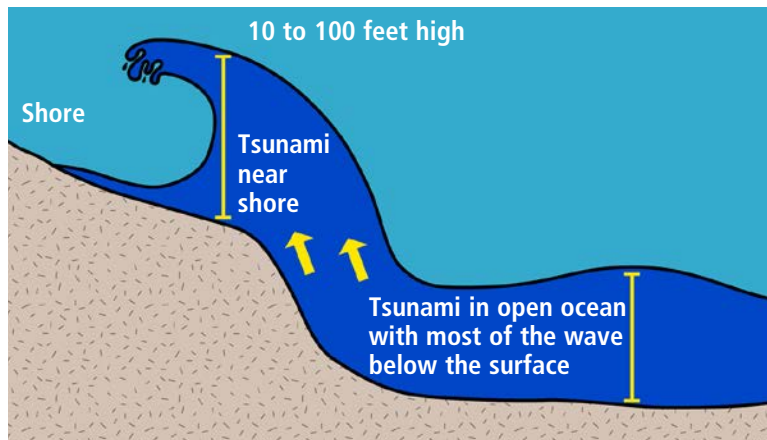 10 to 100 feet high
Shore
Tsunami
near
shore
Tsunami in open ocean
with most of the wave
below the surface